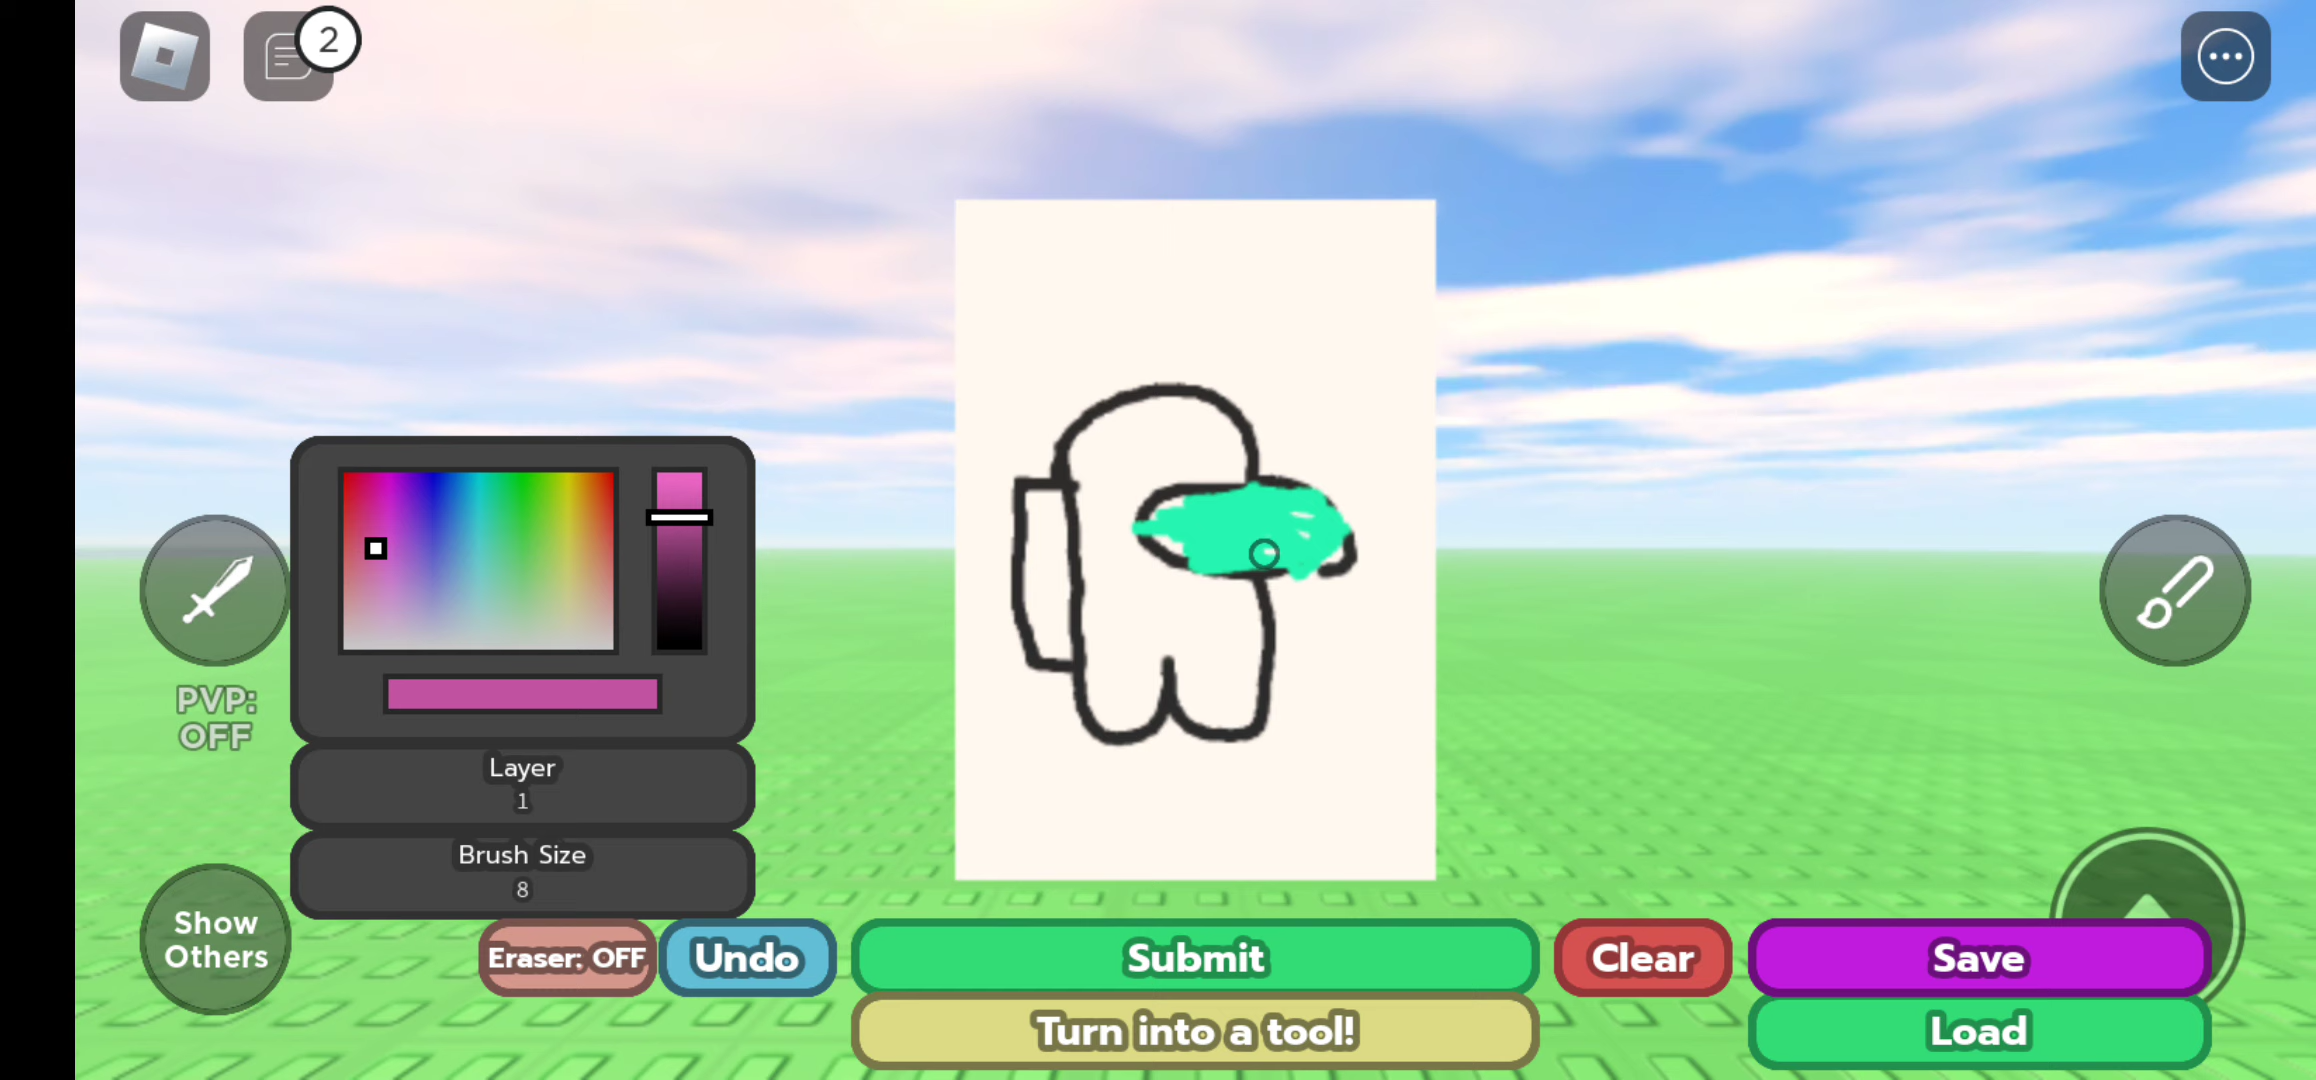 2
PVP:
OFF
Layer
1
Brush Size
8
Show
Others
Eraser: OFF
Undo
Submit
Clear
Save
Turn into a tool!
Load